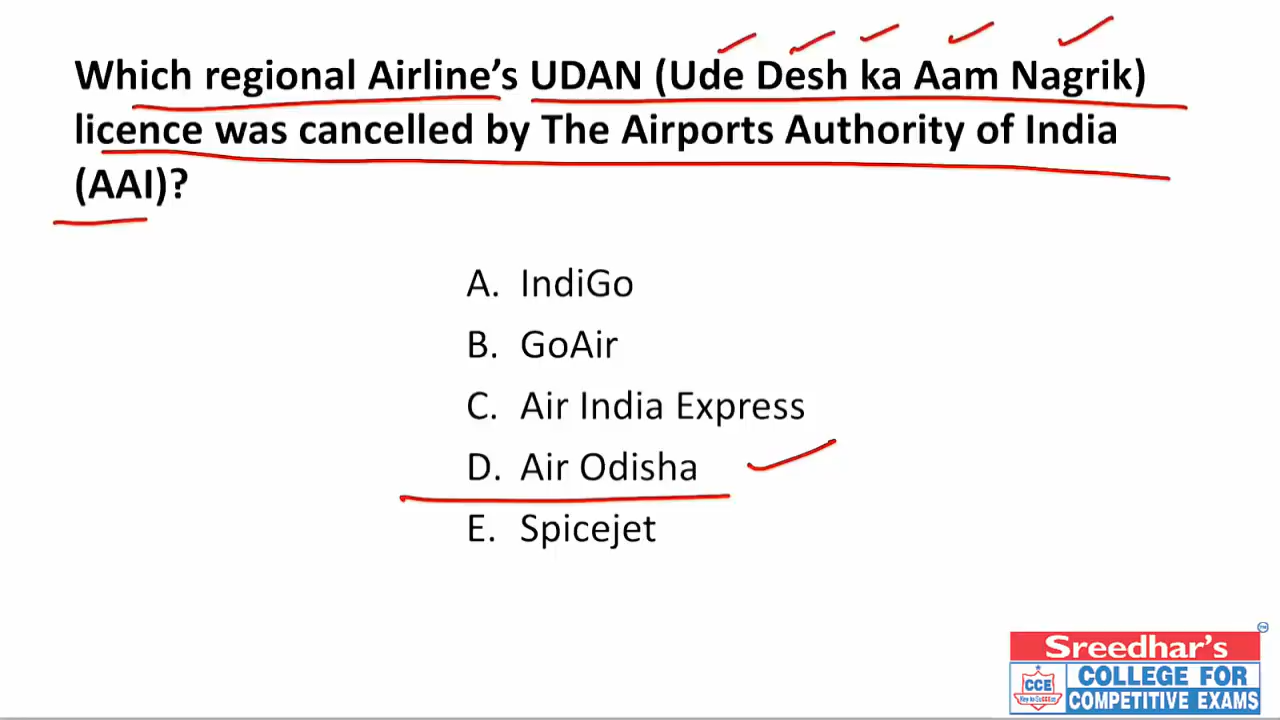 Which regional Airline’s UDAN (Ude Desh ka Aam Nagrik)
licence was cancelled by The Airports Authority of India
(AAI)?
A. IndiGo
B. GoAir
C. Air India Express
D. Air Odisha
E. Spicejet
Sreedhar's
CCE
COLLEGE FOR
COMPETITIVE EXAMS